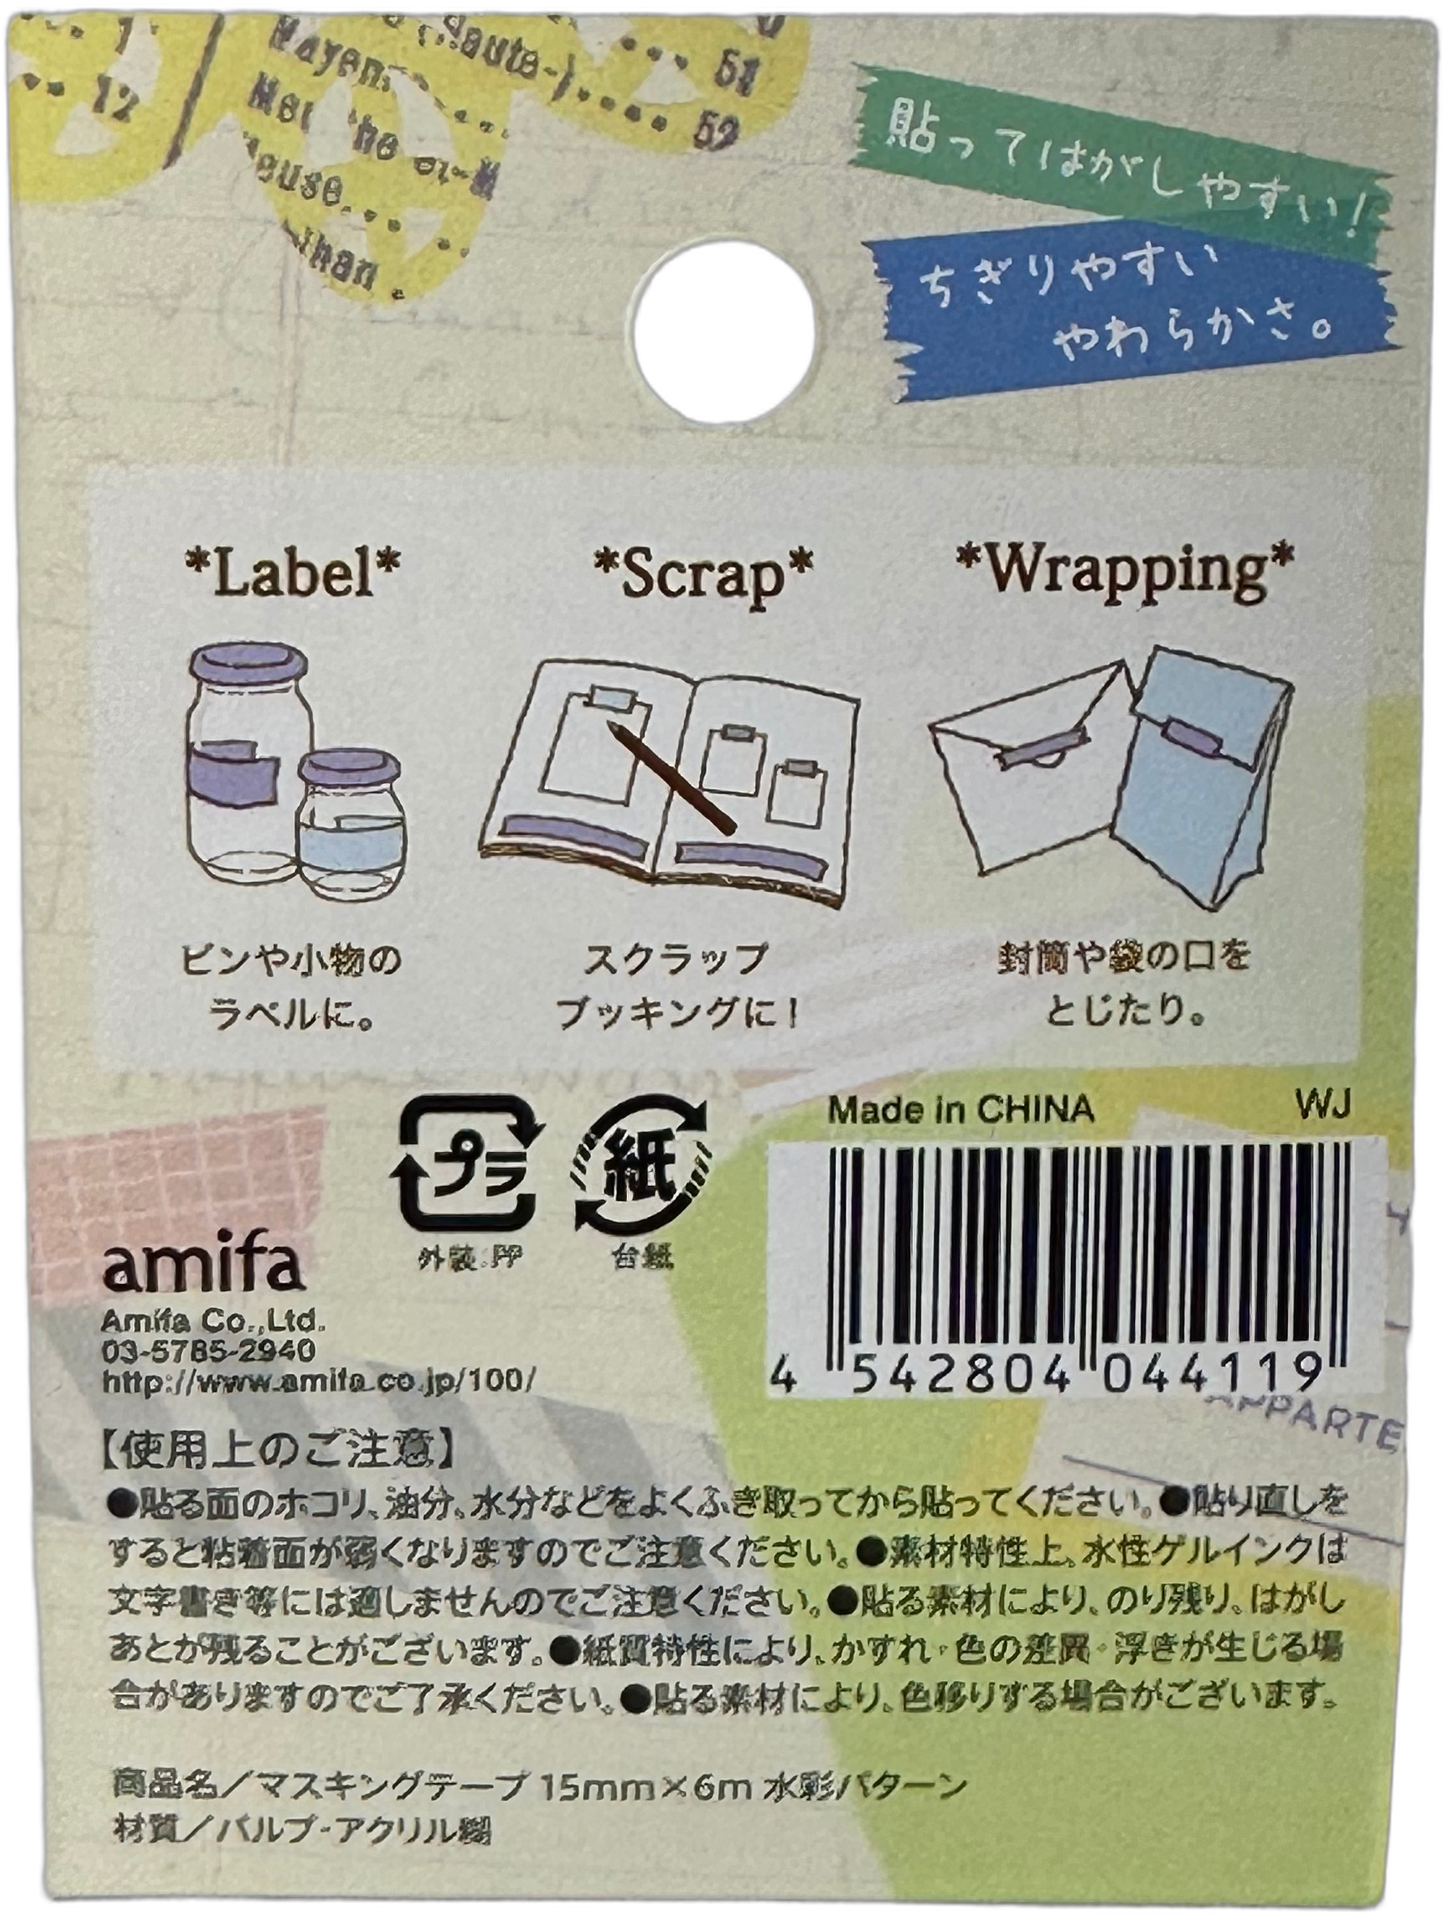 12
51
52
貼ってはがしやすい!
ちぎりやすい
やわらかさ。
*Label* *Scrap* *Wrapping*
ビンや小物の
ラベルに。
スクラップ
ブッキングに!
封筒や袋の口を
とじたり。
プラ
外装:PP
紙
台紙
Made in CHINA WJ
4 542804 044119
amifa
Amifa Co.,Ltd.
03-5785-2940
http://www.amifa.co.jp/100/
APPARTE
【使用上のご注意】
●貼る面のホコリ、油分、水分などをよくふき取ってから貼ってください。●貼り直しを
すると粘着面が弱くなりますのでご注意ください。●素材特性上、水性ゲルインクは
文字書き等には適しませんのでご注意ください。●貼る素材により、のり残り、はがし
あとが残ることがございます。●紙質特性により、かすれ・色の差異・浮きが生じる場
合がありますのでご了承ください。●貼る素材により、色移りする場合がございます。
商品名/マスキングテープ 15mm×6m 水彩パターン
材質/パルプ・アクリル糊